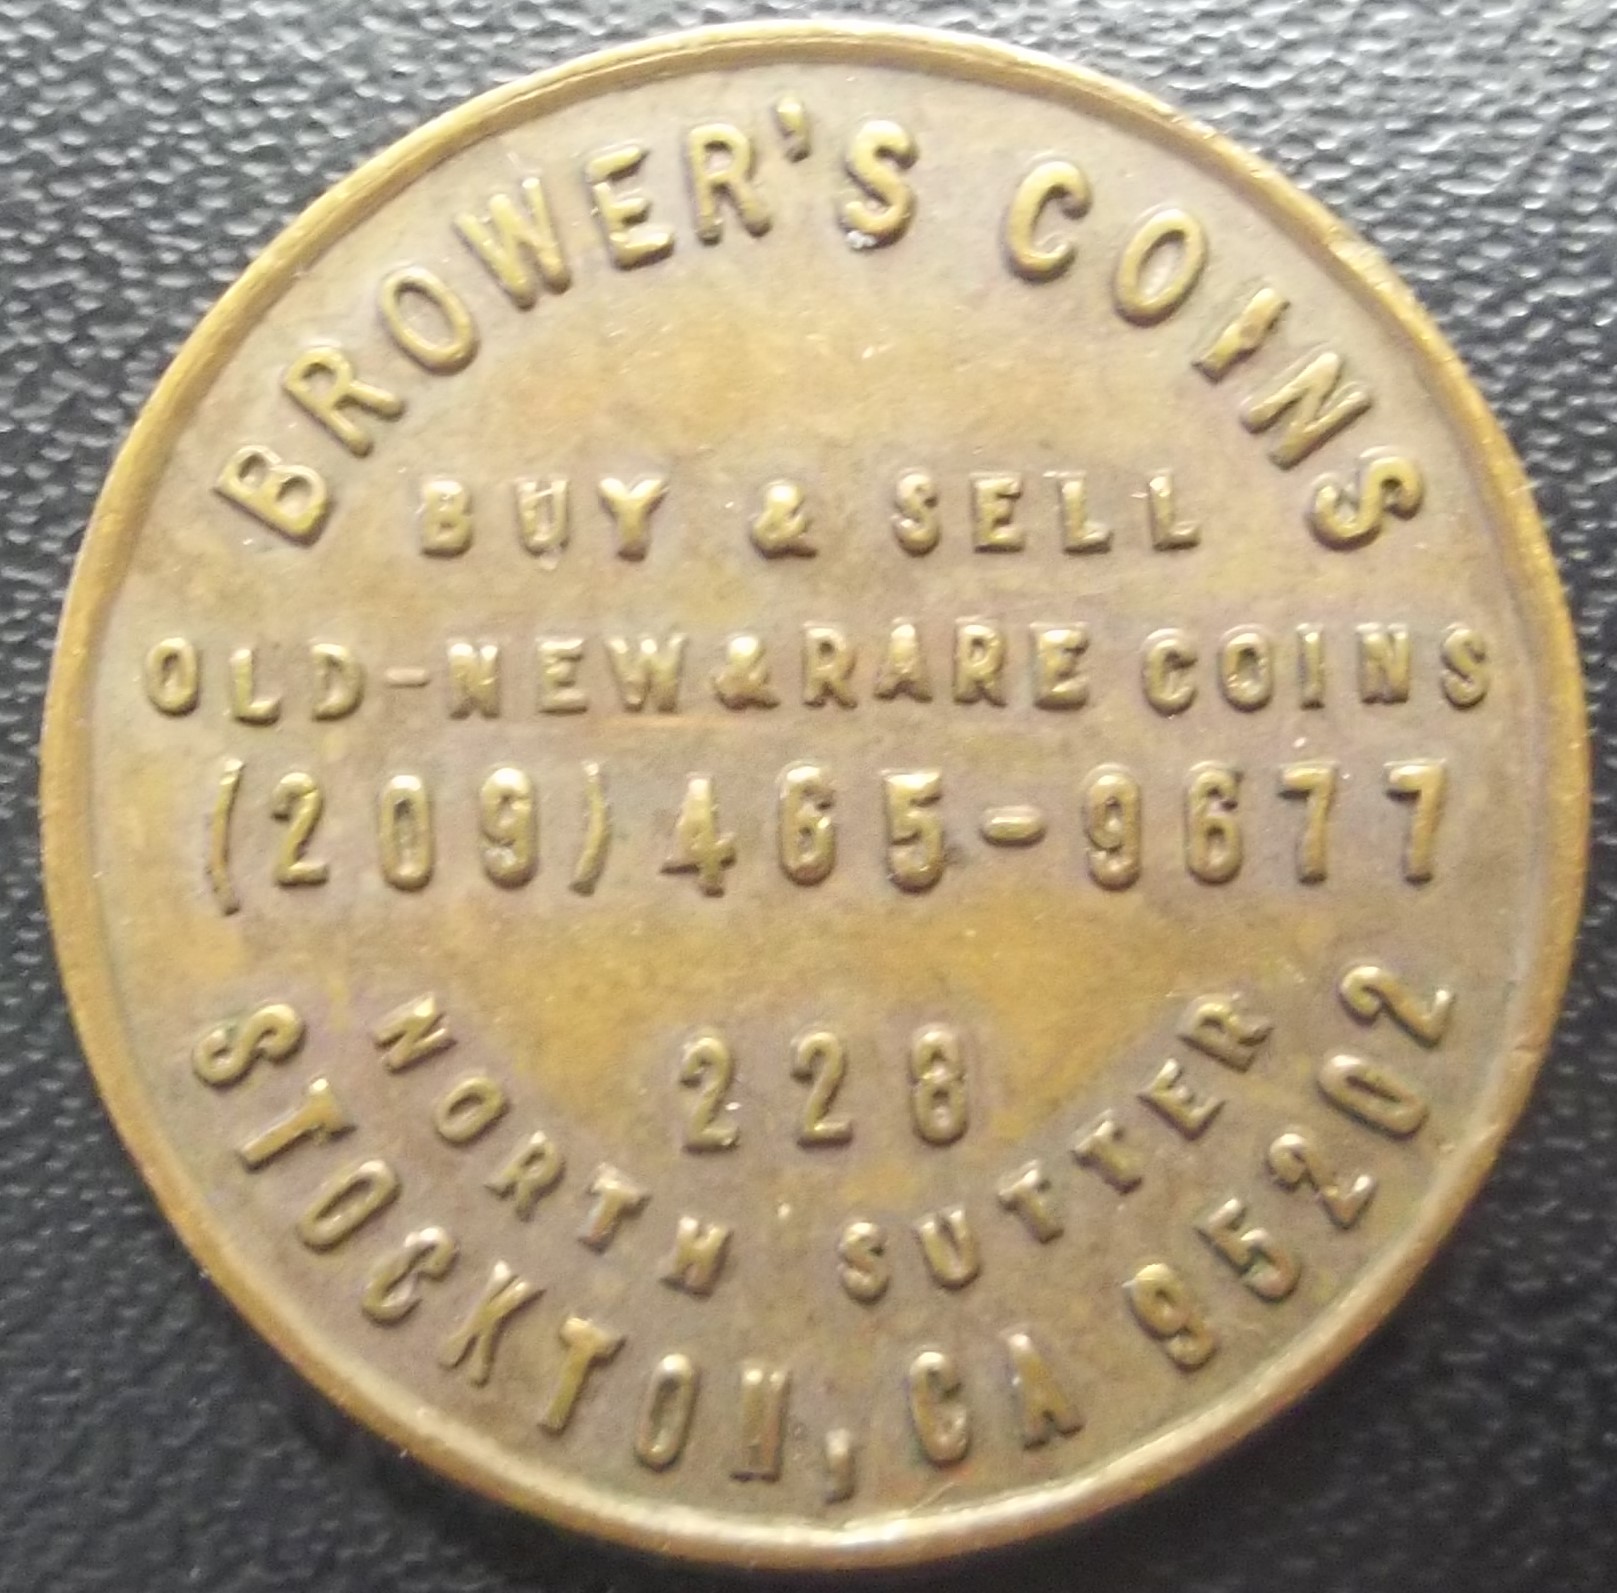 BROWER'S COINS
BUY & SELL
OLD-NEW&RARE COINS
(209)465-9677
228
NORTH SUTTER
STOCKTON, CA 95202